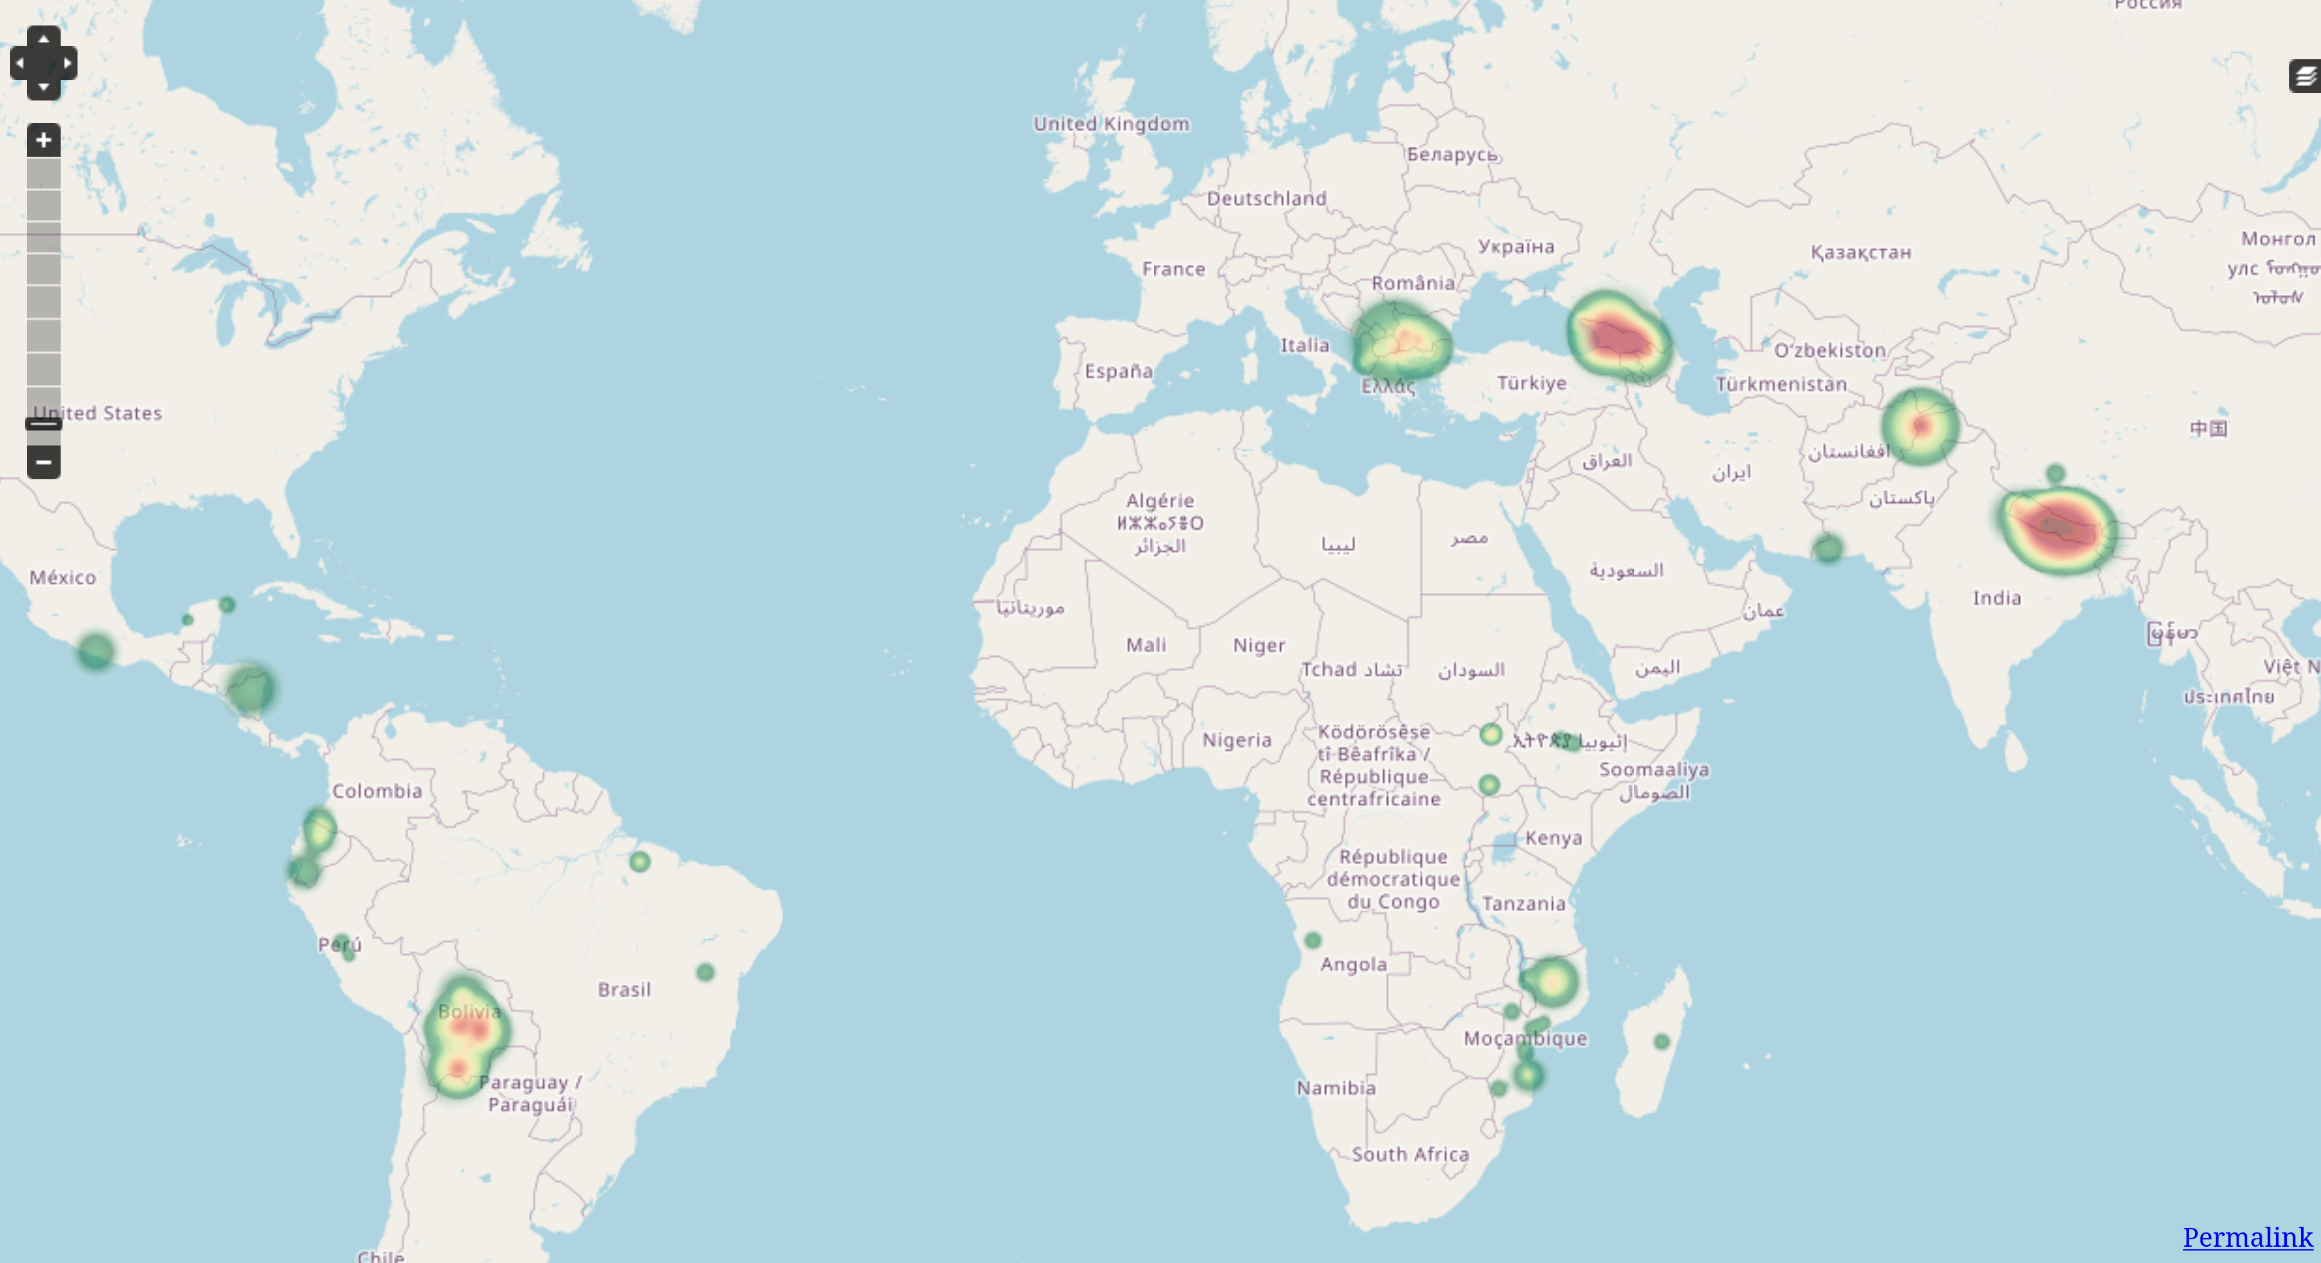 Россия
United Kingdom
Беларусь
Deutschland
Україна
Монгол
улс
Қазақстан
France
România
Italia
Oʻzbekiston
España
Ελλάς
Türkiye
Türkmenistan
United States
中国
افغانستان
العراق
ايران
پاکستان
Algérie
ⵍⵣⵣⴰⵢⴻⵔ
الجزائر
ليبيا
مصر
السعودية
México
India
عمان
موريتانيا
မြန်မာ
Mali
Niger
Tchad تشاد
السودان
اليمن
Việt N
ประเทศไทย
Ködörösêse
tî Bêafrîka /
République
centrafricaine
Nigeria
ኢትዮጵያ إثيوبيا
Soomaaliya
الصومال
Colombia
Kenya
République
démocratique
du Congo
Tanzania
Perú
Angola
Brasil
Bolivia
Moçambique
Namibia
Paraguay /
Paraguái
South Africa
Permalink
Chile